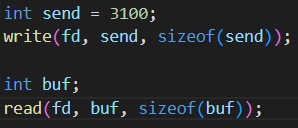 int send = 3100;
write(fd, send, sizeof(send));
int buf;
read(fd, buf, sizeof(buf));